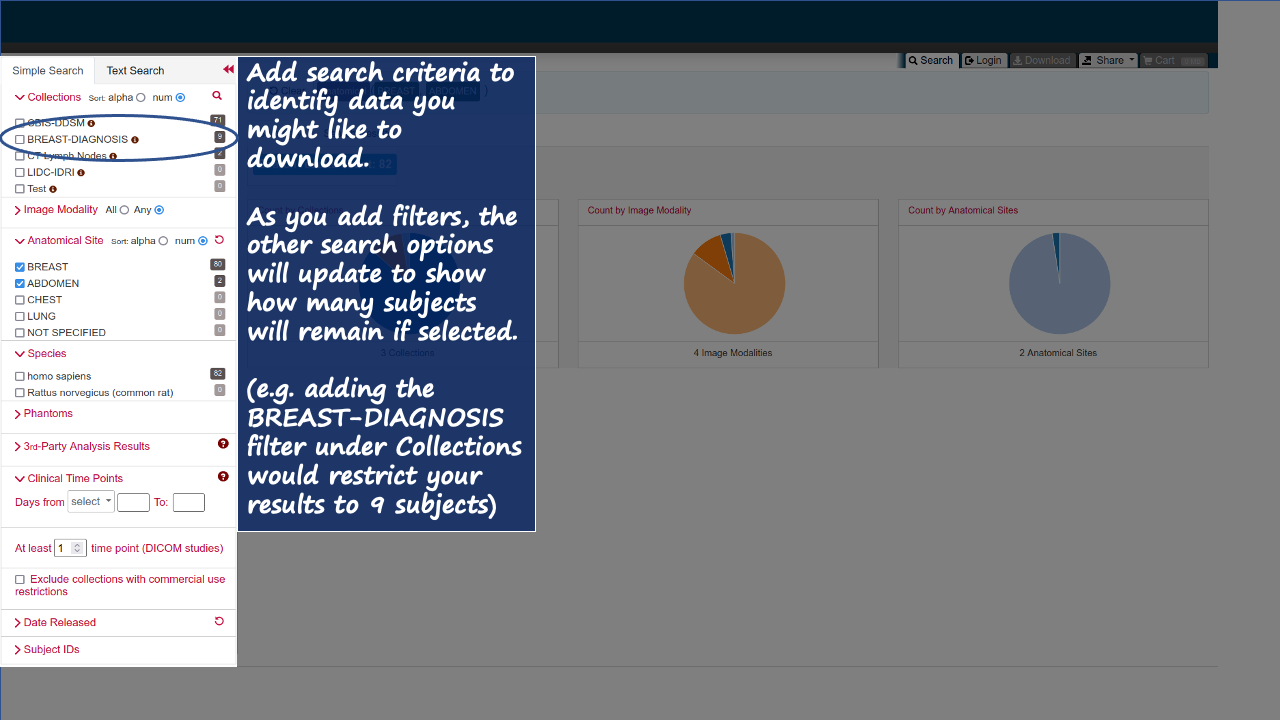 Search
Login
Download
Share
Cart
Simple Search
Text Search
Collections Sort: alpha num
CBIS-DDSM 71
BREAST-DIAGNOSIS 9
CT Lymph Nodes 2
LIDC-IDRI 0
Test 0
Image Modality All Any
Anatomical Site Sort: alpha num
BREAST 80
ABDOMEN 2
CHEST 0
LUNG 0
NOT SPECIFIED 0
Species
homo sapiens 82
Rattus norvegicus (common rat) 0
Phantoms
3rd-Party Analysis Results
Clinical Time Points
Days from select To:
At least 1 time point (DICOM studies)
Exclude collections with commercial use
restrictions
Date Released
Subject IDs
Add search criteria to
identify data you
might like to
download.
As you add filters, the
other search options
will update to show
how many subjects
will remain if selected.
(e.g. adding the
BREAST-DIAGNOSIS
filter under Collections
would restrict your
results to 9 subjects)
ABDOMEN
: 82
3 Collections
Count by Image Modality
4 Image Modalities
Count by Anatomical Sites
2 Anatomical Sites